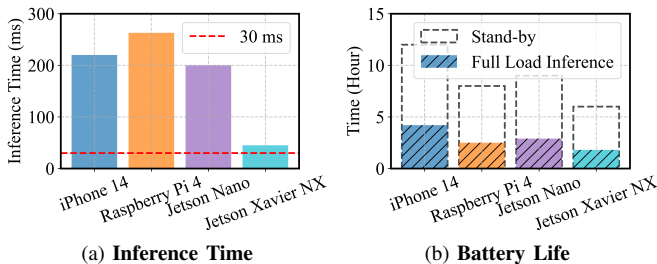 Inference Time (ms)
300
200
100
0
30 ms
iPhone 14
Raspberry Pi 4
Jetson Nano
Jetson Xavier NX
(a) Inference Time
Time (Hour)
15
10
5
0
Stand-by
Full Load Inference
iPhone 14
Raspberry Pi 4
Jetson Nano
Jetson Xavier NX
(b) Battery Life